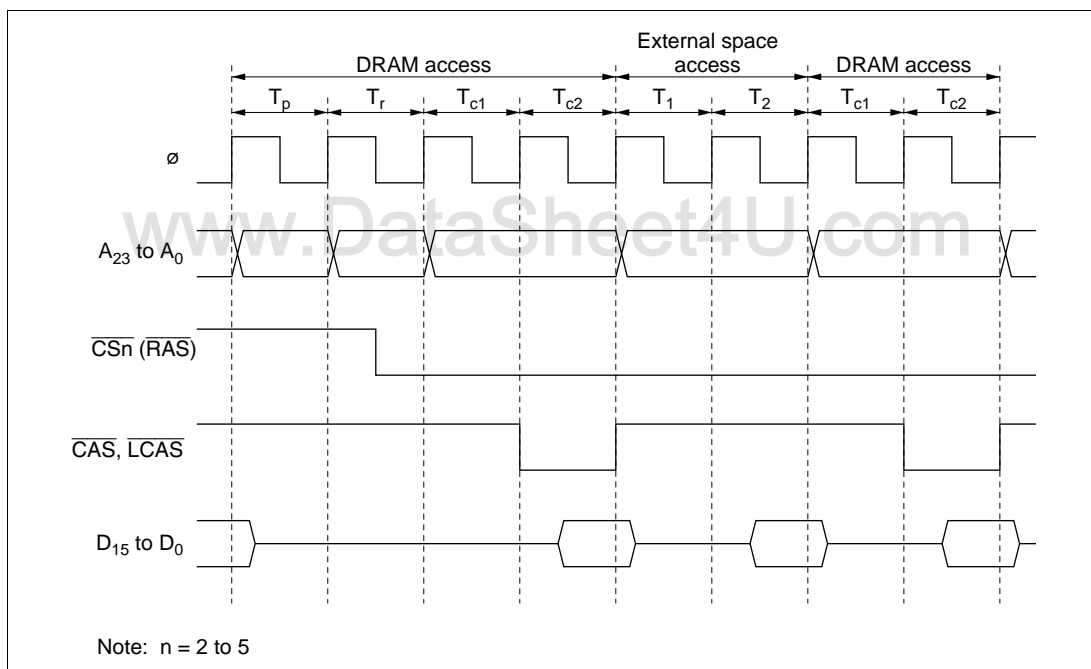 External space
DRAM access access DRAM access
Tp Tr Tc1 Tc2 T1 T2 Tc1 Tc2
ø
www.DataSheet4U.com
A23 to A0
CSn (RAS)
CAS, LCAS
D15 to D0
Note: n = 2 to 5